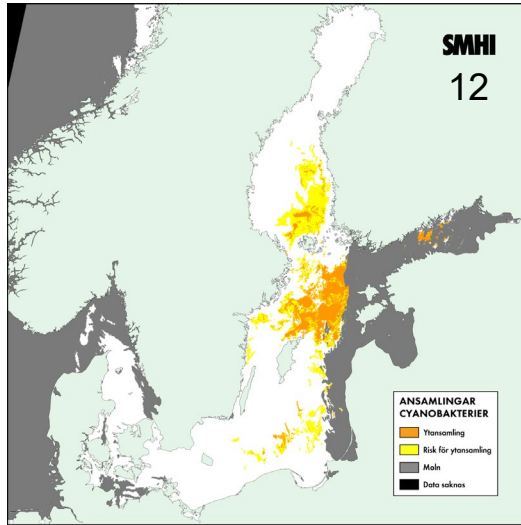 SMHI
12
ANSAMLINGAR
CYANOBAKTERIER
Ytansamling
Risk för ytansamling
Moln
Data saknas